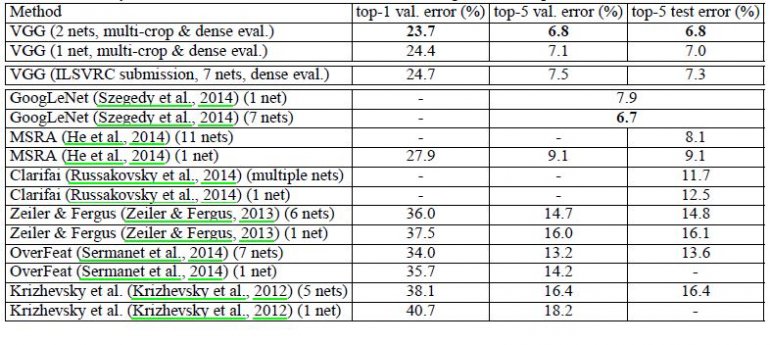 Method top-1 val. error (%) top-5 val. error (%) top-5 test error (%)
VGG (2 nets, multi-crop & dense eval.) 23.7 6.8 6.8
VGG (1 net, multi-crop & dense eval.) 24.4 7.1 7.0
VGG (ILSVRC submission, 7 nets, dense eval.) 24.7 7.5 7.3
GoogLeNet (Szegedy et al., 2014) (1 net) - 7.9
GoogLeNet (Szegedy et al., 2014) (7 nets) - 6.7
MSRA (He et al., 2014) (11 nets) - - 8.1
MSRA (He et al., 2014) (1 net) 27.9 9.1 9.1
Clarifai (Russakovsky et al., 2014) (multiple nets) - - 11.7
Clarifai (Russakovsky et al., 2014) (1 net) - - 12.5
Zeiler & Fergus (Zeiler & Fergus, 2013) (6 nets) 36.0 14.7 14.8
Zeiler & Fergus (Zeiler & Fergus, 2013) (1 net) 37.5 16.0 16.1
OverFeat (Sermanet et al., 2014) (7 nets) 34.0 13.2 13.6
OverFeat (Sermanet et al., 2014) (1 net) 35.7 14.2 -
Krizhevsky et al. (Krizhevsky et al., 2012) (5 nets) 38.1 16.4 16.4
Krizhevsky et al. (Krizhevsky et al., 2012) (1 net) 40.7 18.2 -